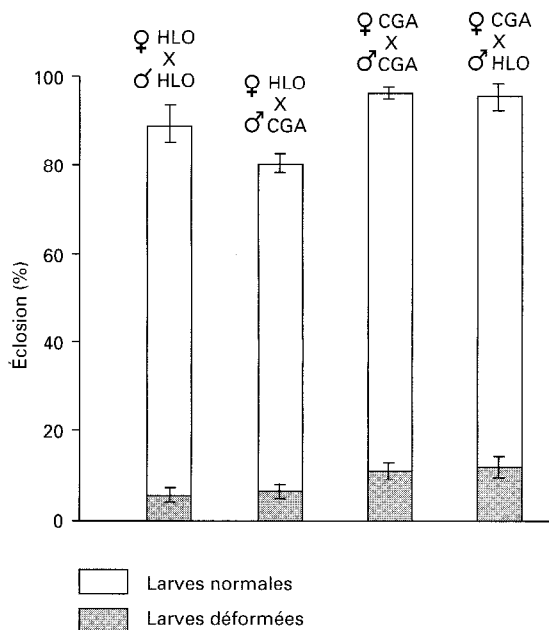 ♀ HLO
X
♂ HLO
♀ HLO
X
♂ CGA
♀ CGA
X
♂ CGA
♀ CGA
X
♂ HLO
Éclosion (%)
100
80
60
40
20
0
Larves normales
Larves déformées